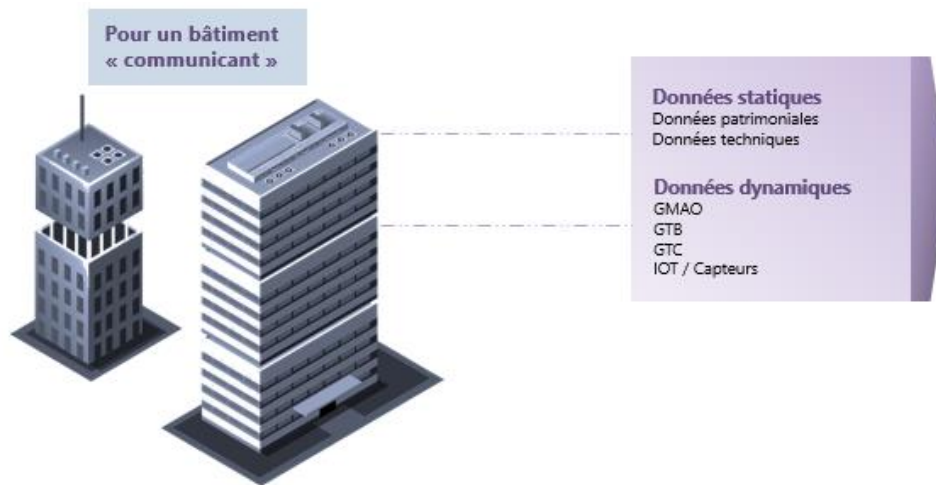 Pour un bâtiment
« communicant »
Données statiques
Données patrimoniales
Données techniques
Données dynamiques
GMAO
GTB
GTC
IOT / Capteurs